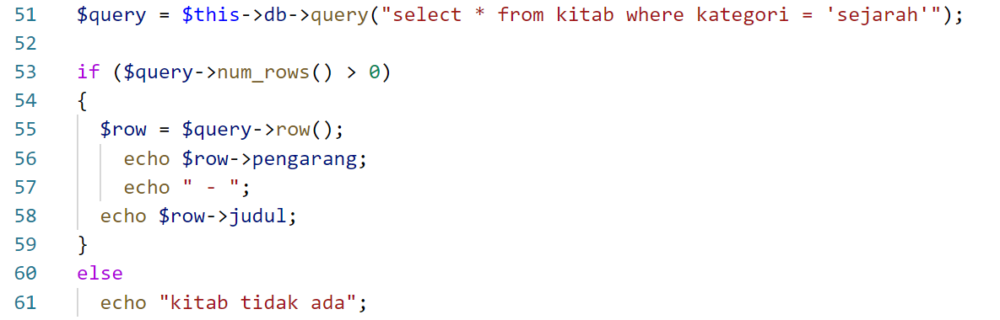 51 $query = $this->db->query("select * from kitab where kategori = 'sejarah'");
52
53 if ($query->num_rows() > 0)
54 {
55 $row = $query->row();
56 echo $row->pengarang;
57 echo " - ";
58 echo $row->judul;
59 }
60 else
61 echo "kitab tidak ada";